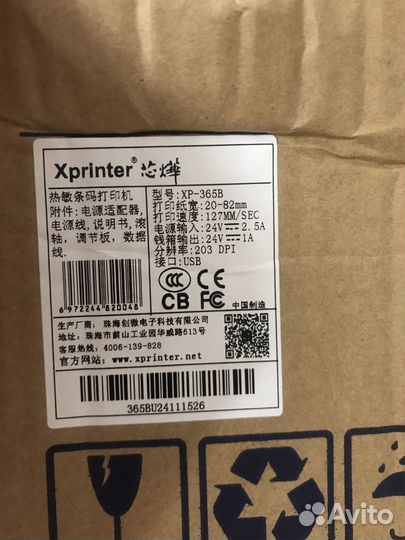 Xprinter® 芯烨
热敏条码打印机
附件:电源适配器,
电源线,说明书,滚
轴,调节板,数据
线.
6 972244 820048
型号:XP-365B
打印纸宽:20-82mm
打印速度:127MM/SEC
电源输入:24V⎓2.5A
钱箱输出:24V⎓1A
分辨率:203 DPI
接口:USB
CCC CE
CB FC 中国制造
生产厂商: 珠海创微电子科技有限公司
地址: 珠海市前山工业园华威路613号
客服热线: 4006-139-828
官方网站: www.xprinter.net
365BU24111526
Avito